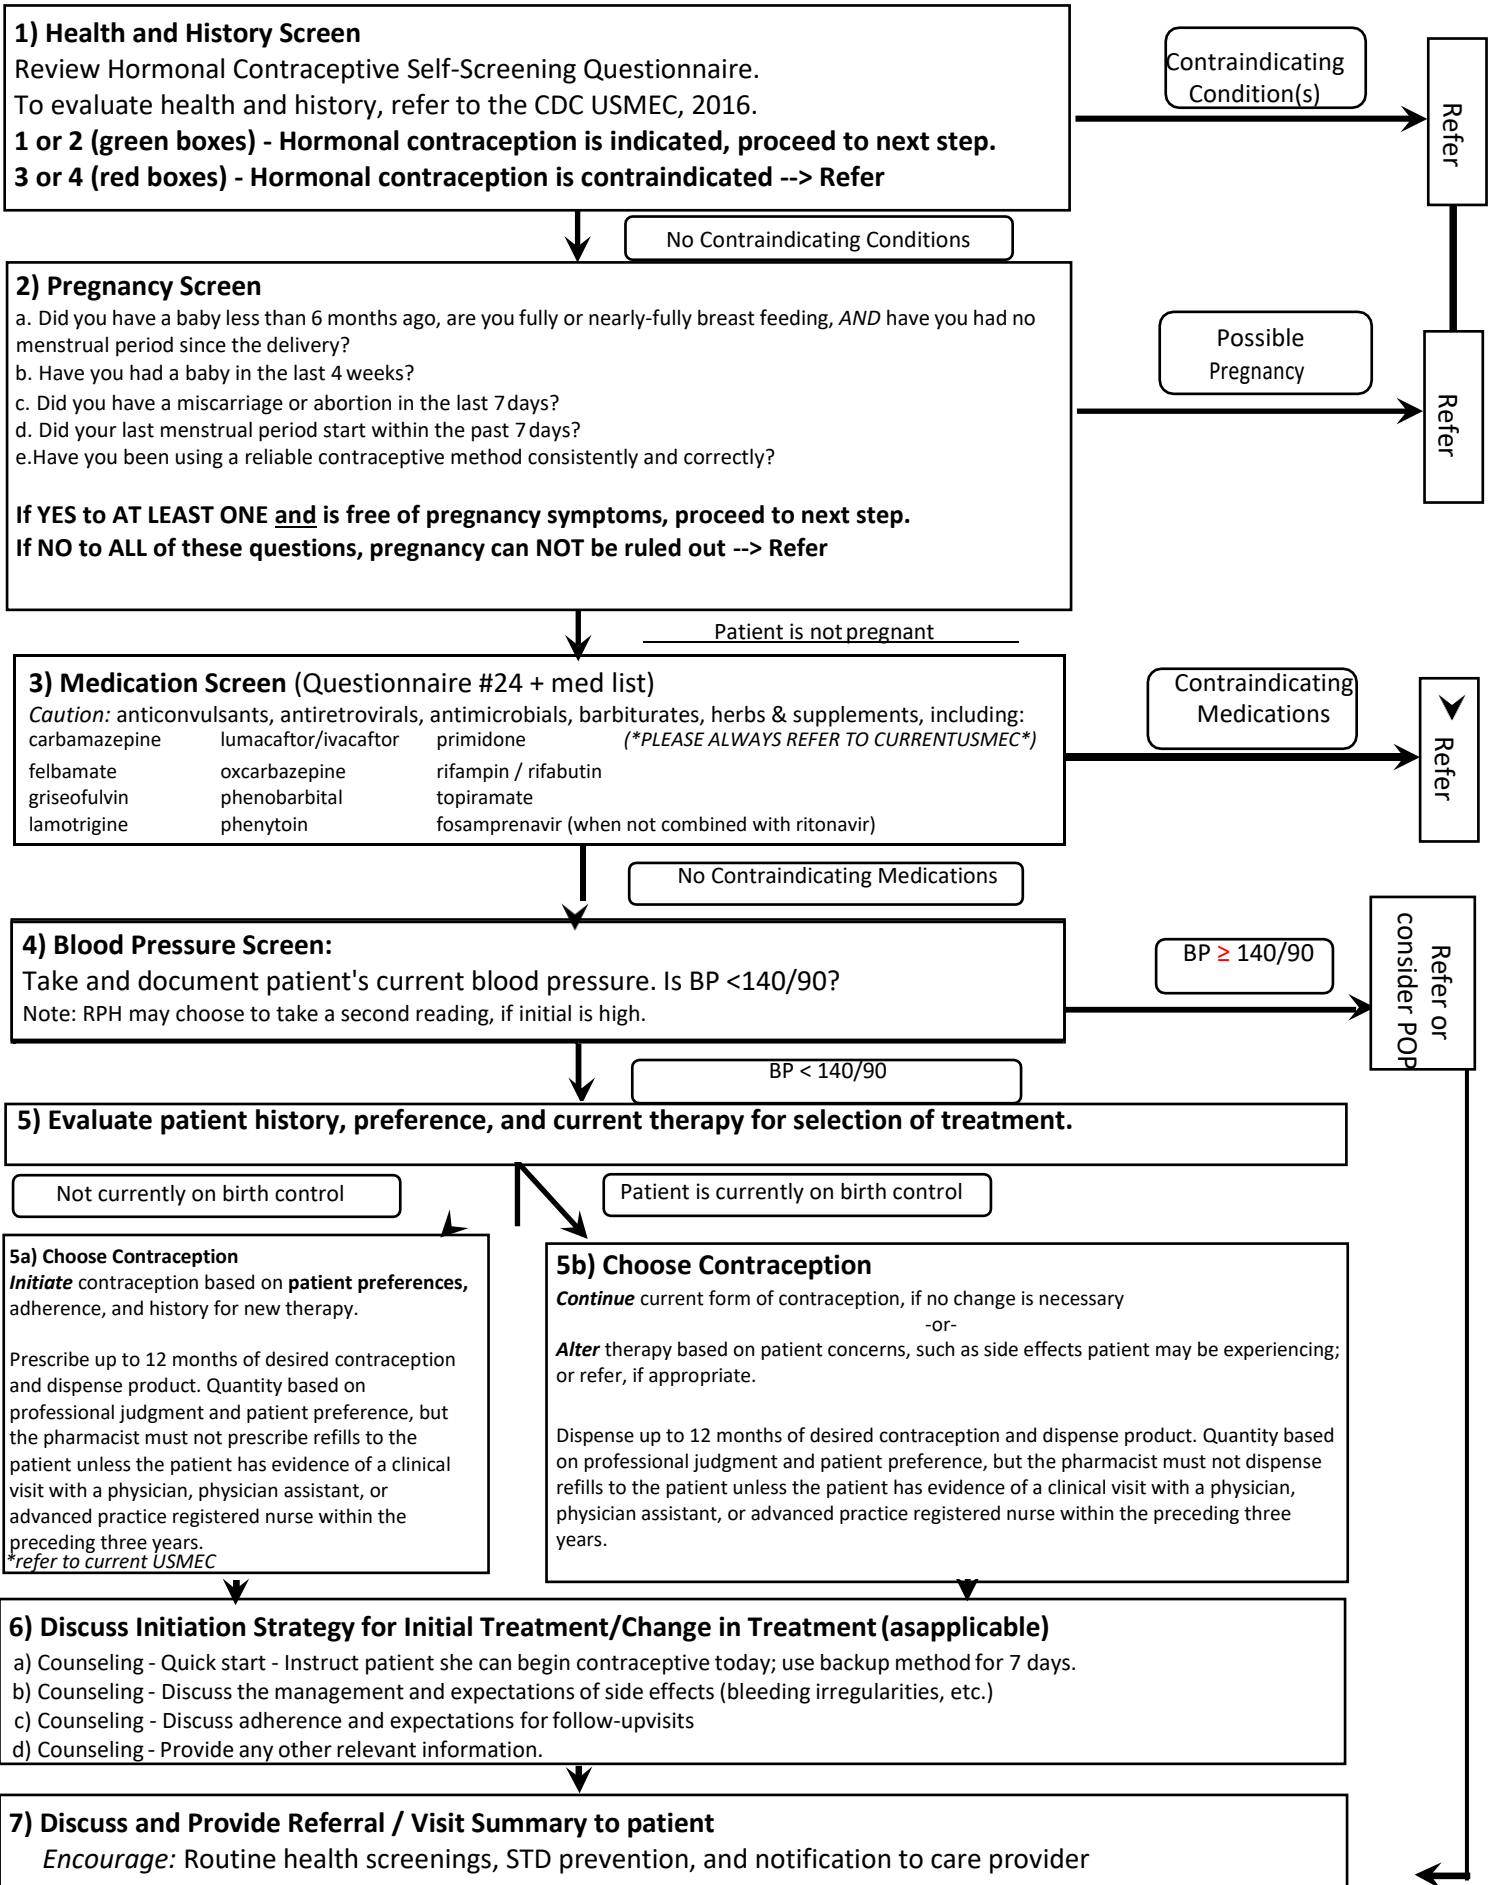 1) Health and History Screen
Review Hormonal Contraceptive Self-Screening Questionnaire.
To evaluate health and history, refer to the CDC USMEC, 2016.
1 or 2 (green boxes) - Hormonal contraception is indicated, proceed to next step.
3 or 4 (red boxes) - Hormonal contraception is contraindicated --> Refer
Contraindicating
Condition(s)
Refer
No Contraindicating Conditions
2) Pregnancy Screen
a. Did you have a baby less than 6 months ago, are you fully or nearly-fully breast feeding, AND have you had no
menstrual period since the delivery?
b. Have you had a baby in the last 4 weeks?
c. Did you have a miscarriage or abortion in the last 7 days?
d. Did your last menstrual period start within the past 7 days?
e.Have you been using a reliable contraceptive method consistently and correctly?
If YES to AT LEAST ONE and is free of pregnancy symptoms, proceed to next step.
If NO to ALL of these questions, pregnancy can NOT be ruled out --> Refer
Possible
Pregnancy
Refer
Patient is not pregnant
3) Medication Screen (Questionnaire #24 + med list)
Caution: anticonvulsants, antiretrovirals, antimicrobials, barbiturates, herbs & supplements, including:
carbamazepine lumacaftor/ivacaftor primidone (*PLEASE ALWAYS REFER TO CURRENTUSMEC*)
felbamate oxcarbazepine rifampin / rifabutin
griseofulvin phenobarbital topiramate
lamotrigine phenytoin fosamprenavir (when not combined with ritonavir)
Contraindicating
Medications
Refer
No Contraindicating Medications
4) Blood Pressure Screen:
Take and document patient's current blood pressure. Is BP <140/90?
Note: RPH may choose to take a second reading, if initial is high.
BP ≥ 140/90
Refer or
consider POP
BP < 140/90
5) Evaluate patient history, preference, and current therapy for selection of treatment.
Not currently on birth control
Patient is currently on birth control
5a) Choose Contraception
Initiate contraception based on patient preferences,
adherence, and history for new therapy.
Prescribe up to 12 months of desired contraception
and dispense product. Quantity based on
professional judgment and patient preference, but
the pharmacist must not prescribe refills to the
patient unless the patient has evidence of a clinical
visit with a physician, physician assistant, or
advanced practice registered nurse within the
preceding three years.
*refer to current USMEC
5b) Choose Contraception
Continue current form of contraception, if no change is necessary
-or-
Alter therapy based on patient concerns, such as side effects patient may be experiencing;
or refer, if appropriate.
Dispense up to 12 months of desired contraception and dispense product. Quantity based
on professional judgment and patient preference, but the pharmacist must not dispense
refills to the patient unless the patient has evidence of a clinical visit with a physician,
physician assistant, or advanced practice registered nurse within the preceding three
years.
6) Discuss Initiation Strategy for Initial Treatment/Change in Treatment (asapplicable)
a) Counseling - Quick start - Instruct patient she can begin contraceptive today; use backup method for 7 days.
b) Counseling - Discuss the management and expectations of side effects (bleeding irregularities, etc.)
c) Counseling - Discuss adherence and expectations for follow-upvisits
d) Counseling - Provide any other relevant information.
7) Discuss and Provide Referral / Visit Summary to patient
Encourage: Routine health screenings, STD prevention, and notification to care provider